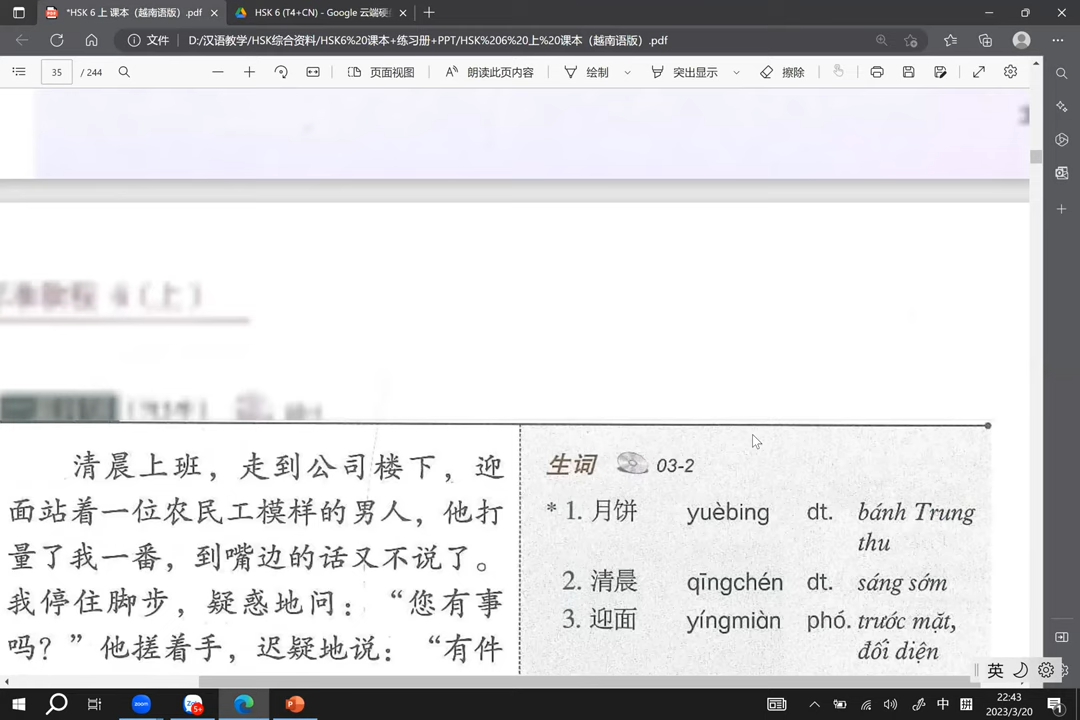 *HSK 6 上 课本（越南语版）.pdf
HSK 6 (T4+CN) - Google 云端硬
文件
D:/汉语教学/HSK综合资料/HSK6%20课本+练习册+PPT/HSK%206%20上%20课本（越南语版）.pdf
35 / 244
页面视图
朗读此页内容
绘制
突出显示
擦除
清晨上班，走到公司楼下，迎
面站着一位农民工模样的男人，他打
量了我一番，到嘴边的话又不说了。
我停住脚步，疑惑地问：“您有事
吗？”他搓着手，迟疑地说：“有件
生词 03-2
* 1. 月饼 yuèbing dt. bánh Trung
thu
2. 清晨 qīngchén dt. sáng sớm
3. 迎面 yíngmiàn phó. trước mặt,
đối diện
英
zoom
5+
中
拼
22:43
2023/3/20
1